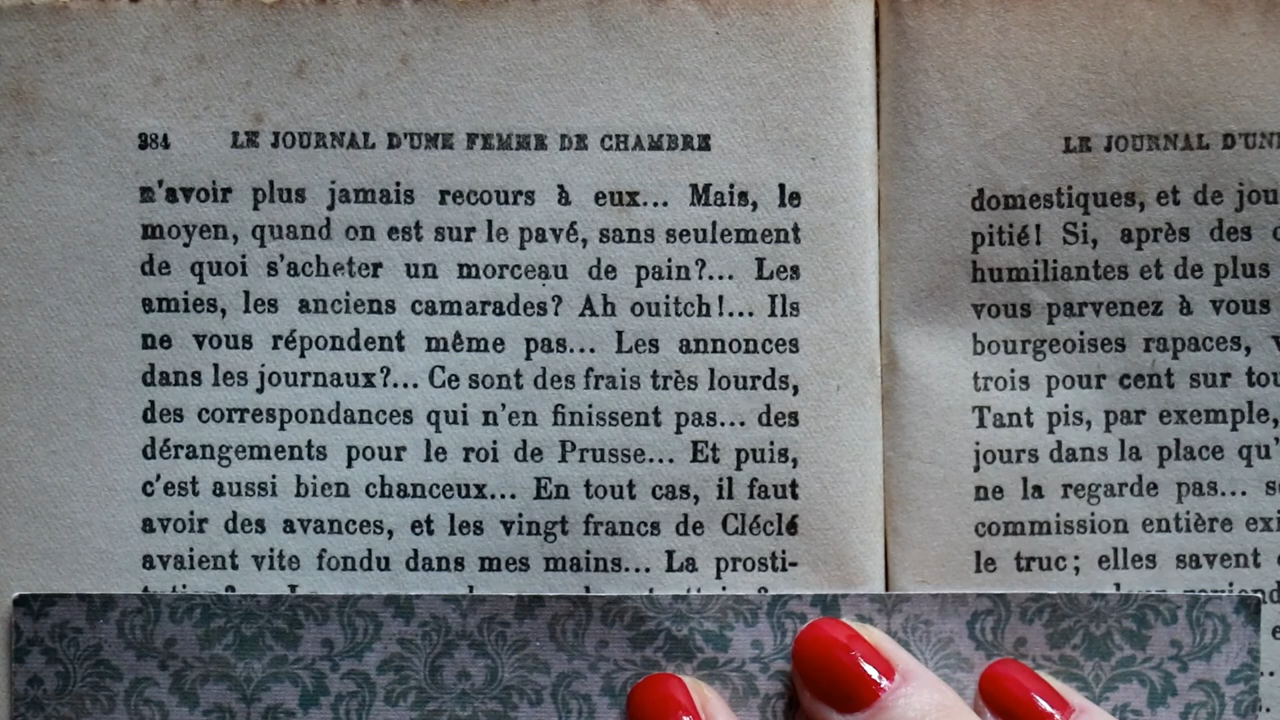 384 LE JOURNAL D'UNE FEMME DE CHAMBRE
n'avoir plus jamais recours à eux... Mais, le
moyen, quand on est sur le pavé, sans seulement
de quoi s'acheter un morceau de pain?... Les
amies, les anciens camarades? Ah ouitch!... Ils
ne vous répondent même pas... Les annonces
dans les journaux?... Ce sont des frais très lourds,
des correspondances qui n'en finissent pas... des
dérangements pour le roi de Prusse... Et puis,
c'est aussi bien chanceux... En tout cas, il faut
avoir des avances, et les vingt francs de Cléclé
avaient vite fondu dans mes mains... La prosti-
LE JOURNAL D'UN
domestiques, et de jou
pitié! Si, après des
humiliantes et de plus
vous parvenez à vous
bourgeoises rapaces,
trois pour cent sur tou
Tant pis, par exemple,
jours dans la place qu'
ne la regarde pas... s
commission entière exi
le truc; elles savent